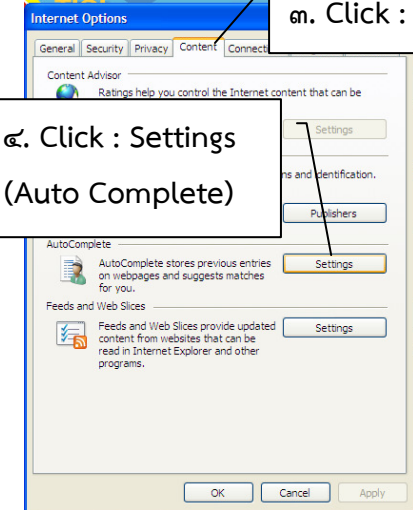 Internet Options
๓. Click :
General Security Privacy Content Connecti
Content Advisor
Ratings help you control the Internet content that can be
Settings
๔. Click : Settings
(Auto Complete)
ns and identification.
Publishers
AutoComplete
AutoComplete stores previous entries
on webpages and suggests matches
for you.
Settings
Feeds and Web Slices
Feeds and Web Slices provide updated
content from websites that can be
read in Internet Explorer and other
programs.
Settings
OK Cancel Apply